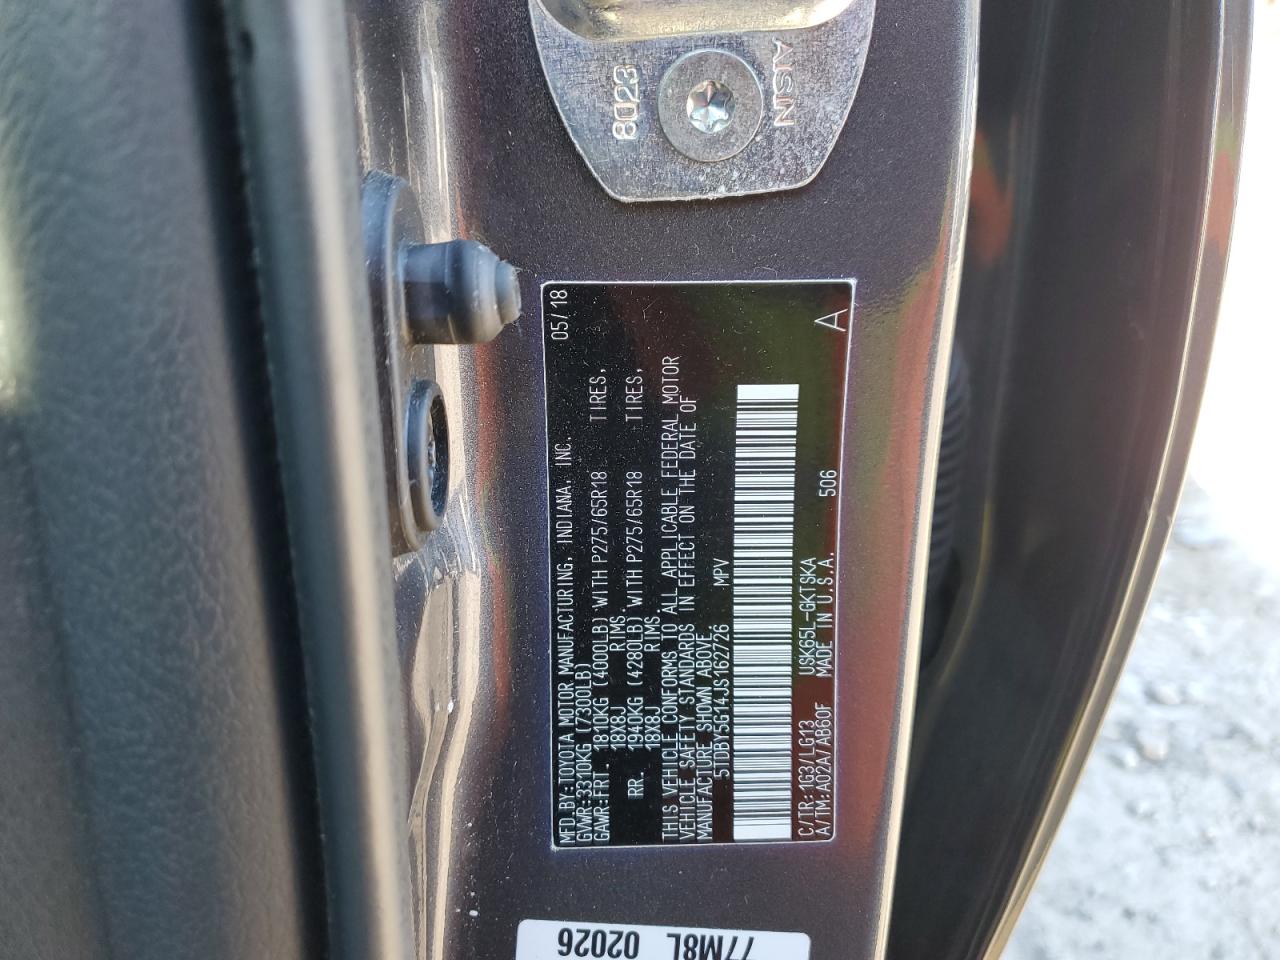 8023
AISIN
MFD.BY:TOYOTA MOTOR MANUFACTURING, INDIANA, INC. 05/18
GVWR:3310KG (7300LB)
GAWR:FRT. 1810KG (4000LB) WITH P275/65R18 TIRES,
18X8J RIMS.
RR. 1940KG (4280LB) WITH P275/65R18 TIRES,
18X8J RIMS.
THIS VEHICLE CONFORMS TO ALL APPLICABLE FEDERAL MOTOR
VEHICLE SAFETY STANDARDS IN EFFECT ON THE DATE OF
MANUFACTURE SHOWN ABOVE.
5TDBY5G14JS162726 MPV
C/TR:1G3/LG13 USK65L-GKTSKA 506
A/TM:A02A/AB60F MADE IN U.S.A. A
02026
77M8L